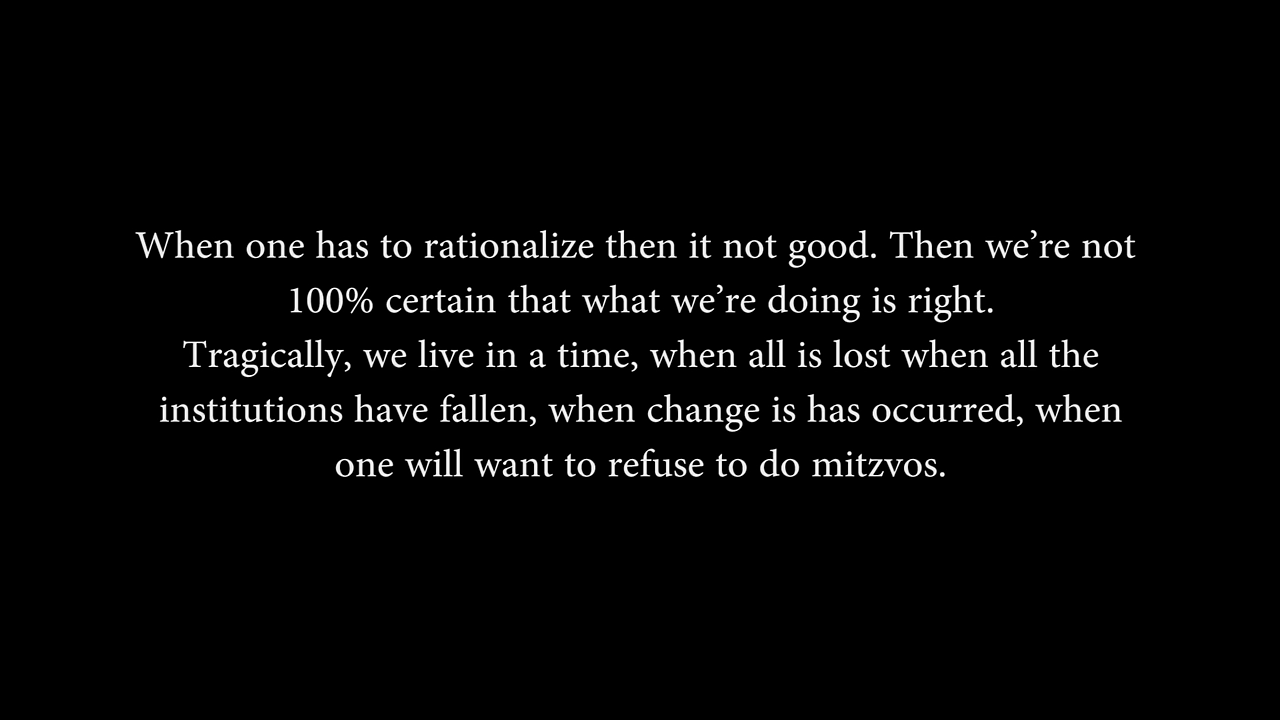 When one has to rationalize then it not good. Then we’re not
100% certain that what we’re doing is right.
Tragically, we live in a time, when all is lost when all the
institutions have fallen, when change is has occurred, when
one will want to refuse to do mitzvos.